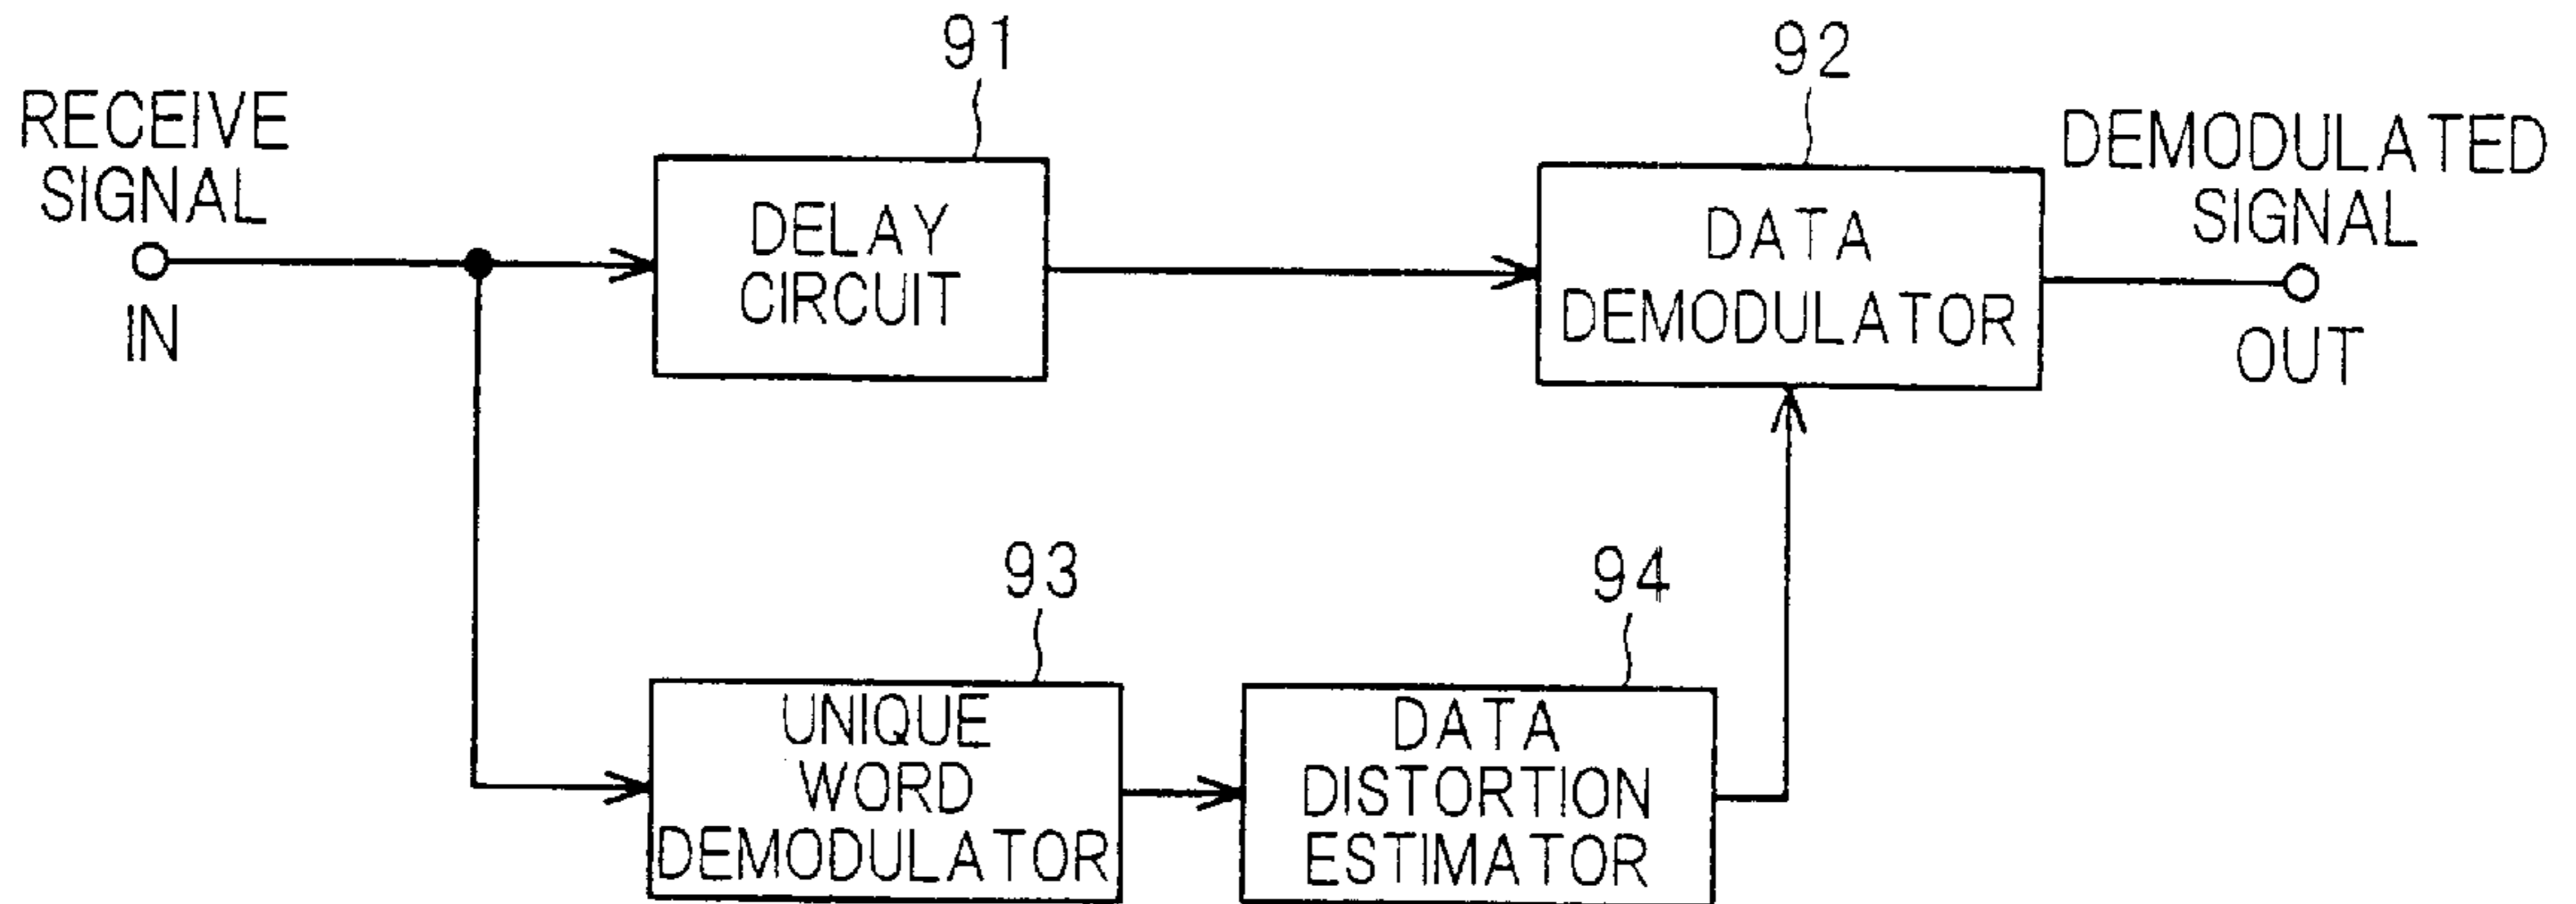 91
92
RECEIVE
SIGNAL
IN
DELAY
CIRCUIT
DATA
DEMODULATOR
DEMODULATED
SIGNAL
OUT
93
94
UNIQUE
WORD
DEMODULATOR
DATA
DISTORTION
ESTIMATOR